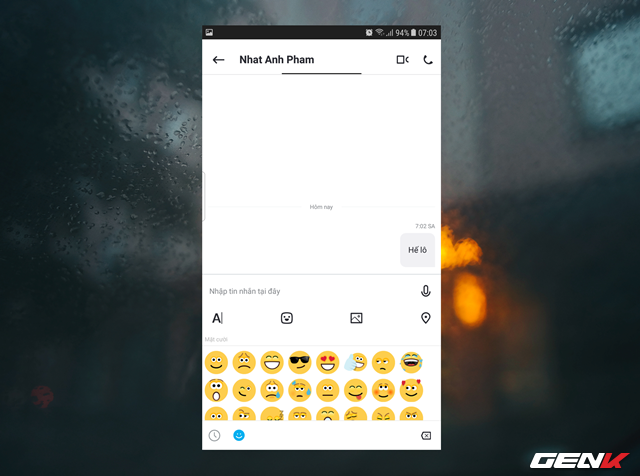 94% 07:03
Nhat Anh Pham
Hôm nay
7:02 SA
Hế lô
Nhập tin nhắn tại đây
A
Mặt cười
GENK